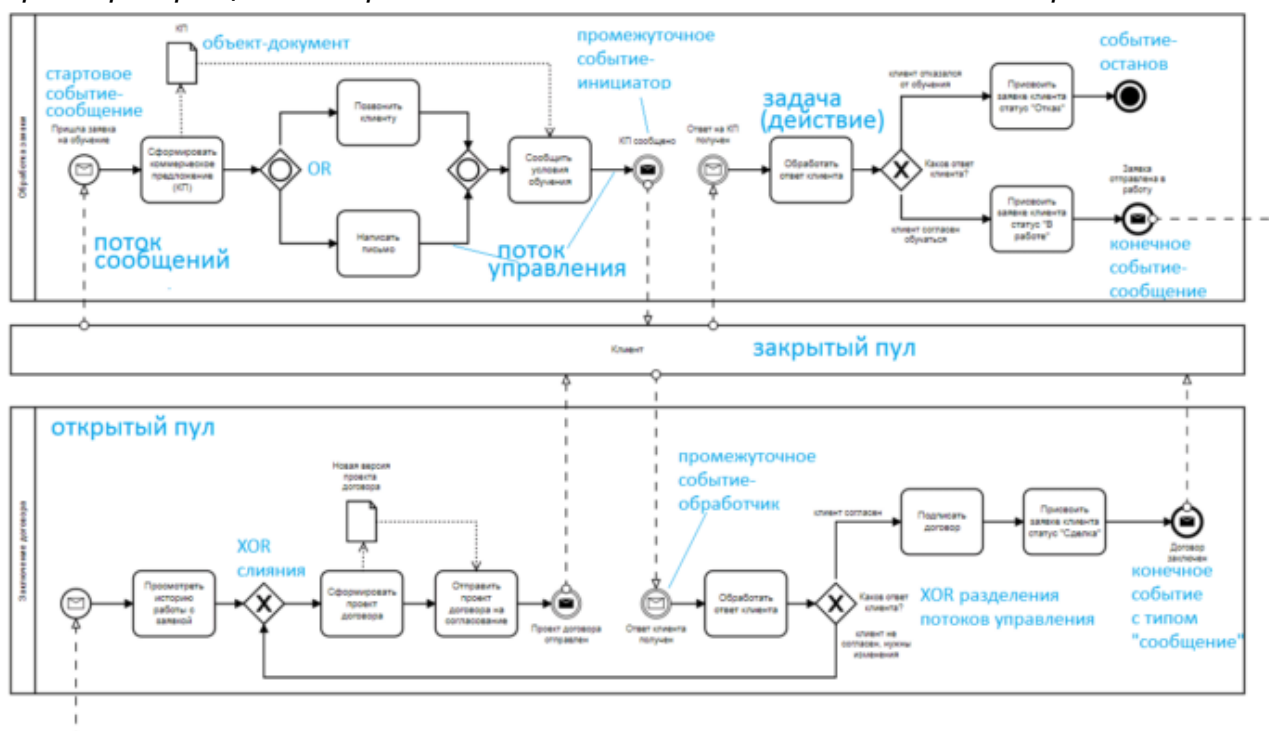 КП
объект-документ
промежуточное
событие-
инициатор
событие-
останов
стартовое
событие-
сообщение
Пришла заявка
на обучение
Обработка заявки
Сформировать
коммерческое
предложение
(КП)
OR
Позвонить
клиенту
Написать
письмо
Сообщить
условия
обучения
КП сообщено
Ответ на КП
получен
задача
(действие)
Обработать
ответ клиента
клиент отказался
от обучения
Каков ответ
клиента?
клиент согласен
обучаться
Присвоить
заявке клиента
статус "Отказ"
Присвоить
заявке клиента
статус "В
работе"
Заявка
отправлена в
работу
конечное
событие-
сообщение
поток
сообщений
поток
управления
Клиент
закрытый пул
открытый пул
Заключение договора
Просмотреть
историю
работы с
заявкой
XOR
слияния
Новая версия
проекта
договора
Сформировать
проект
договора
Отправить
проект
договора на
согласование
Проект договора
отправлен
промежуточное
событие-
обработчик
Ответ клиента
получен
Обработать
ответ клиента
клиент согласен
Каков ответ
клиента?
клиент не
согласен, нужны
изменения
Подписать
договор
Присвоить
заявке клиента
статус "Сделка"
XOR разделения
потоков управления
Договор
заключен
конечное
событие
с типом
"сообщение"